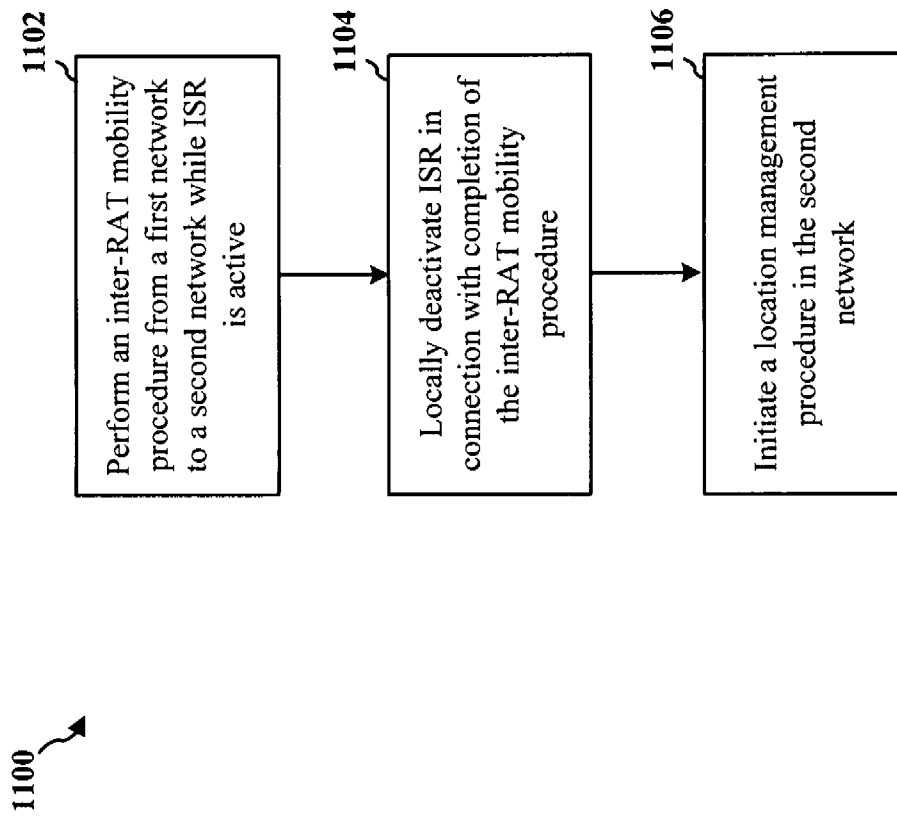 1100
1102
Perform an inter-RAT mobility
procedure from a first network
to a second network while ISR
is active
1104
Locally deactivate ISR in
connection with completion of
the inter-RAT mobility
procedure
1106
Initiate a location management
procedure in the second
network